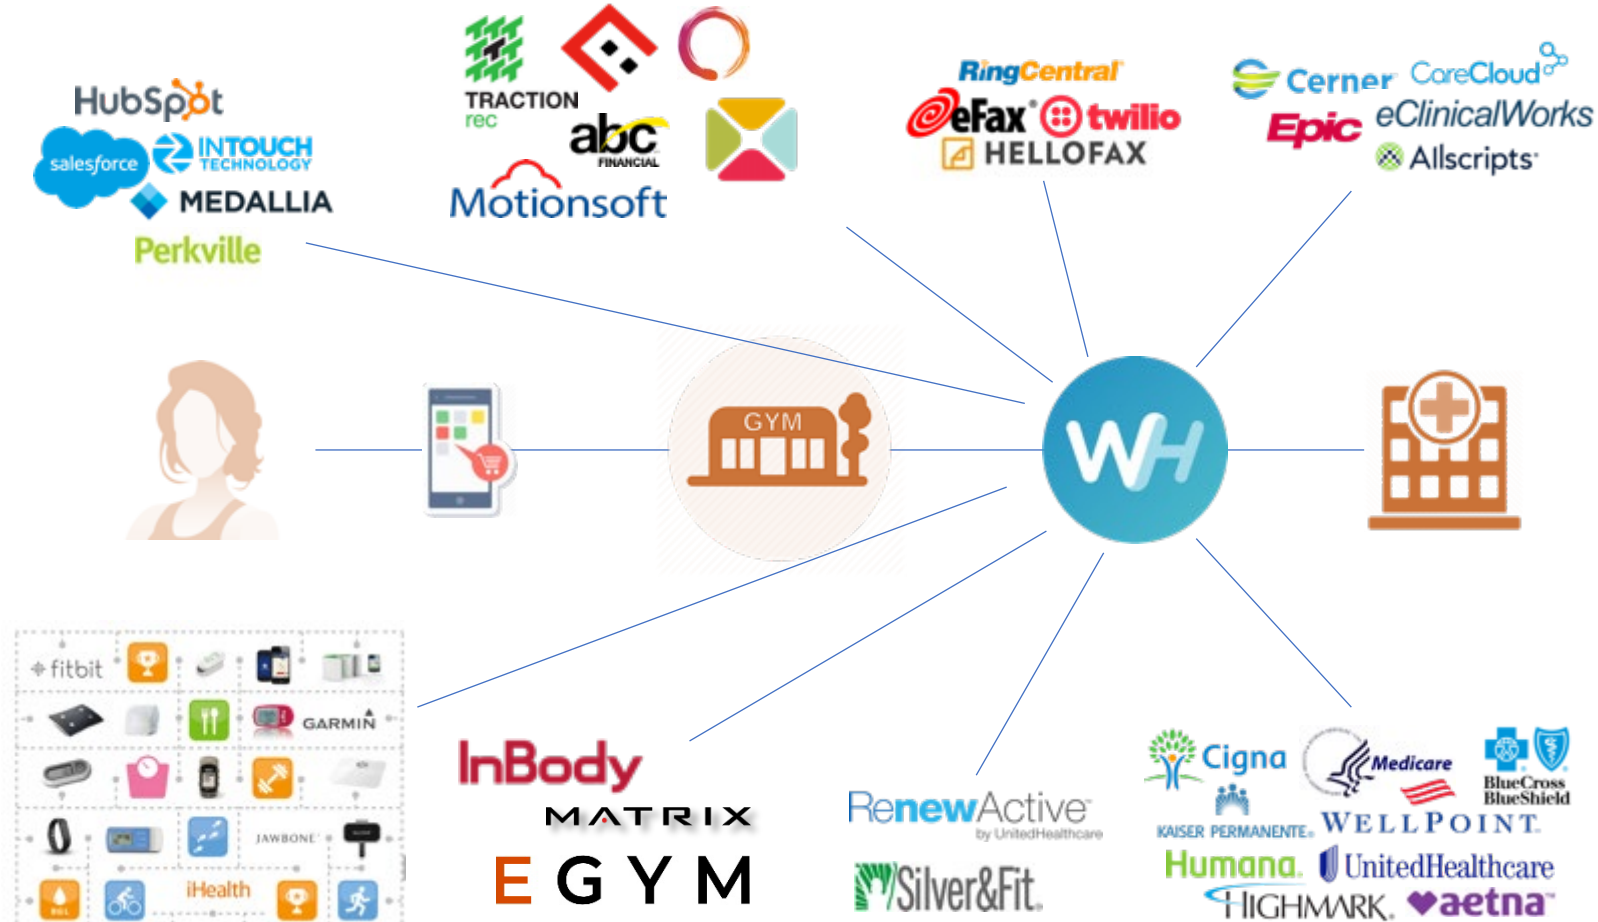 HubSpot
salesforce
INTOUCH
TECHNOLOGY
MEDALLIA
Perkville
TRACTION
rec
abc
FINANCIAL
Motionsoft
RingCentral
eFax
twilio
HELLOFAX
Cerner
CareCloud
Epic
eClinicalWorks
Allscripts
GYM
WH
fitbit
GARMIN
JAWBONE
iHealth
InBody
MATRIX
EGYM
RenewActive
by UnitedHealthcare
Silver&Fit
Cigna
Medicare
BlueCross
BlueShield
KAISER PERMANENTE
WELLPOINT
Humana
UnitedHealthcare
HIGHMARK
aetna